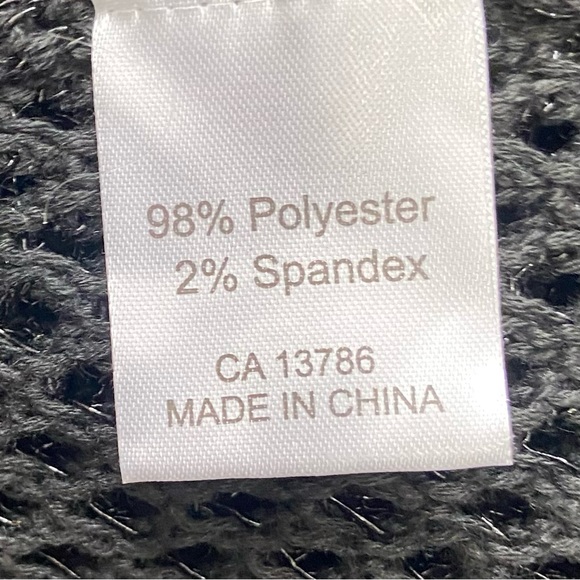 98% Polyester
2% Spandex
CA 13786
MADE IN CHINA